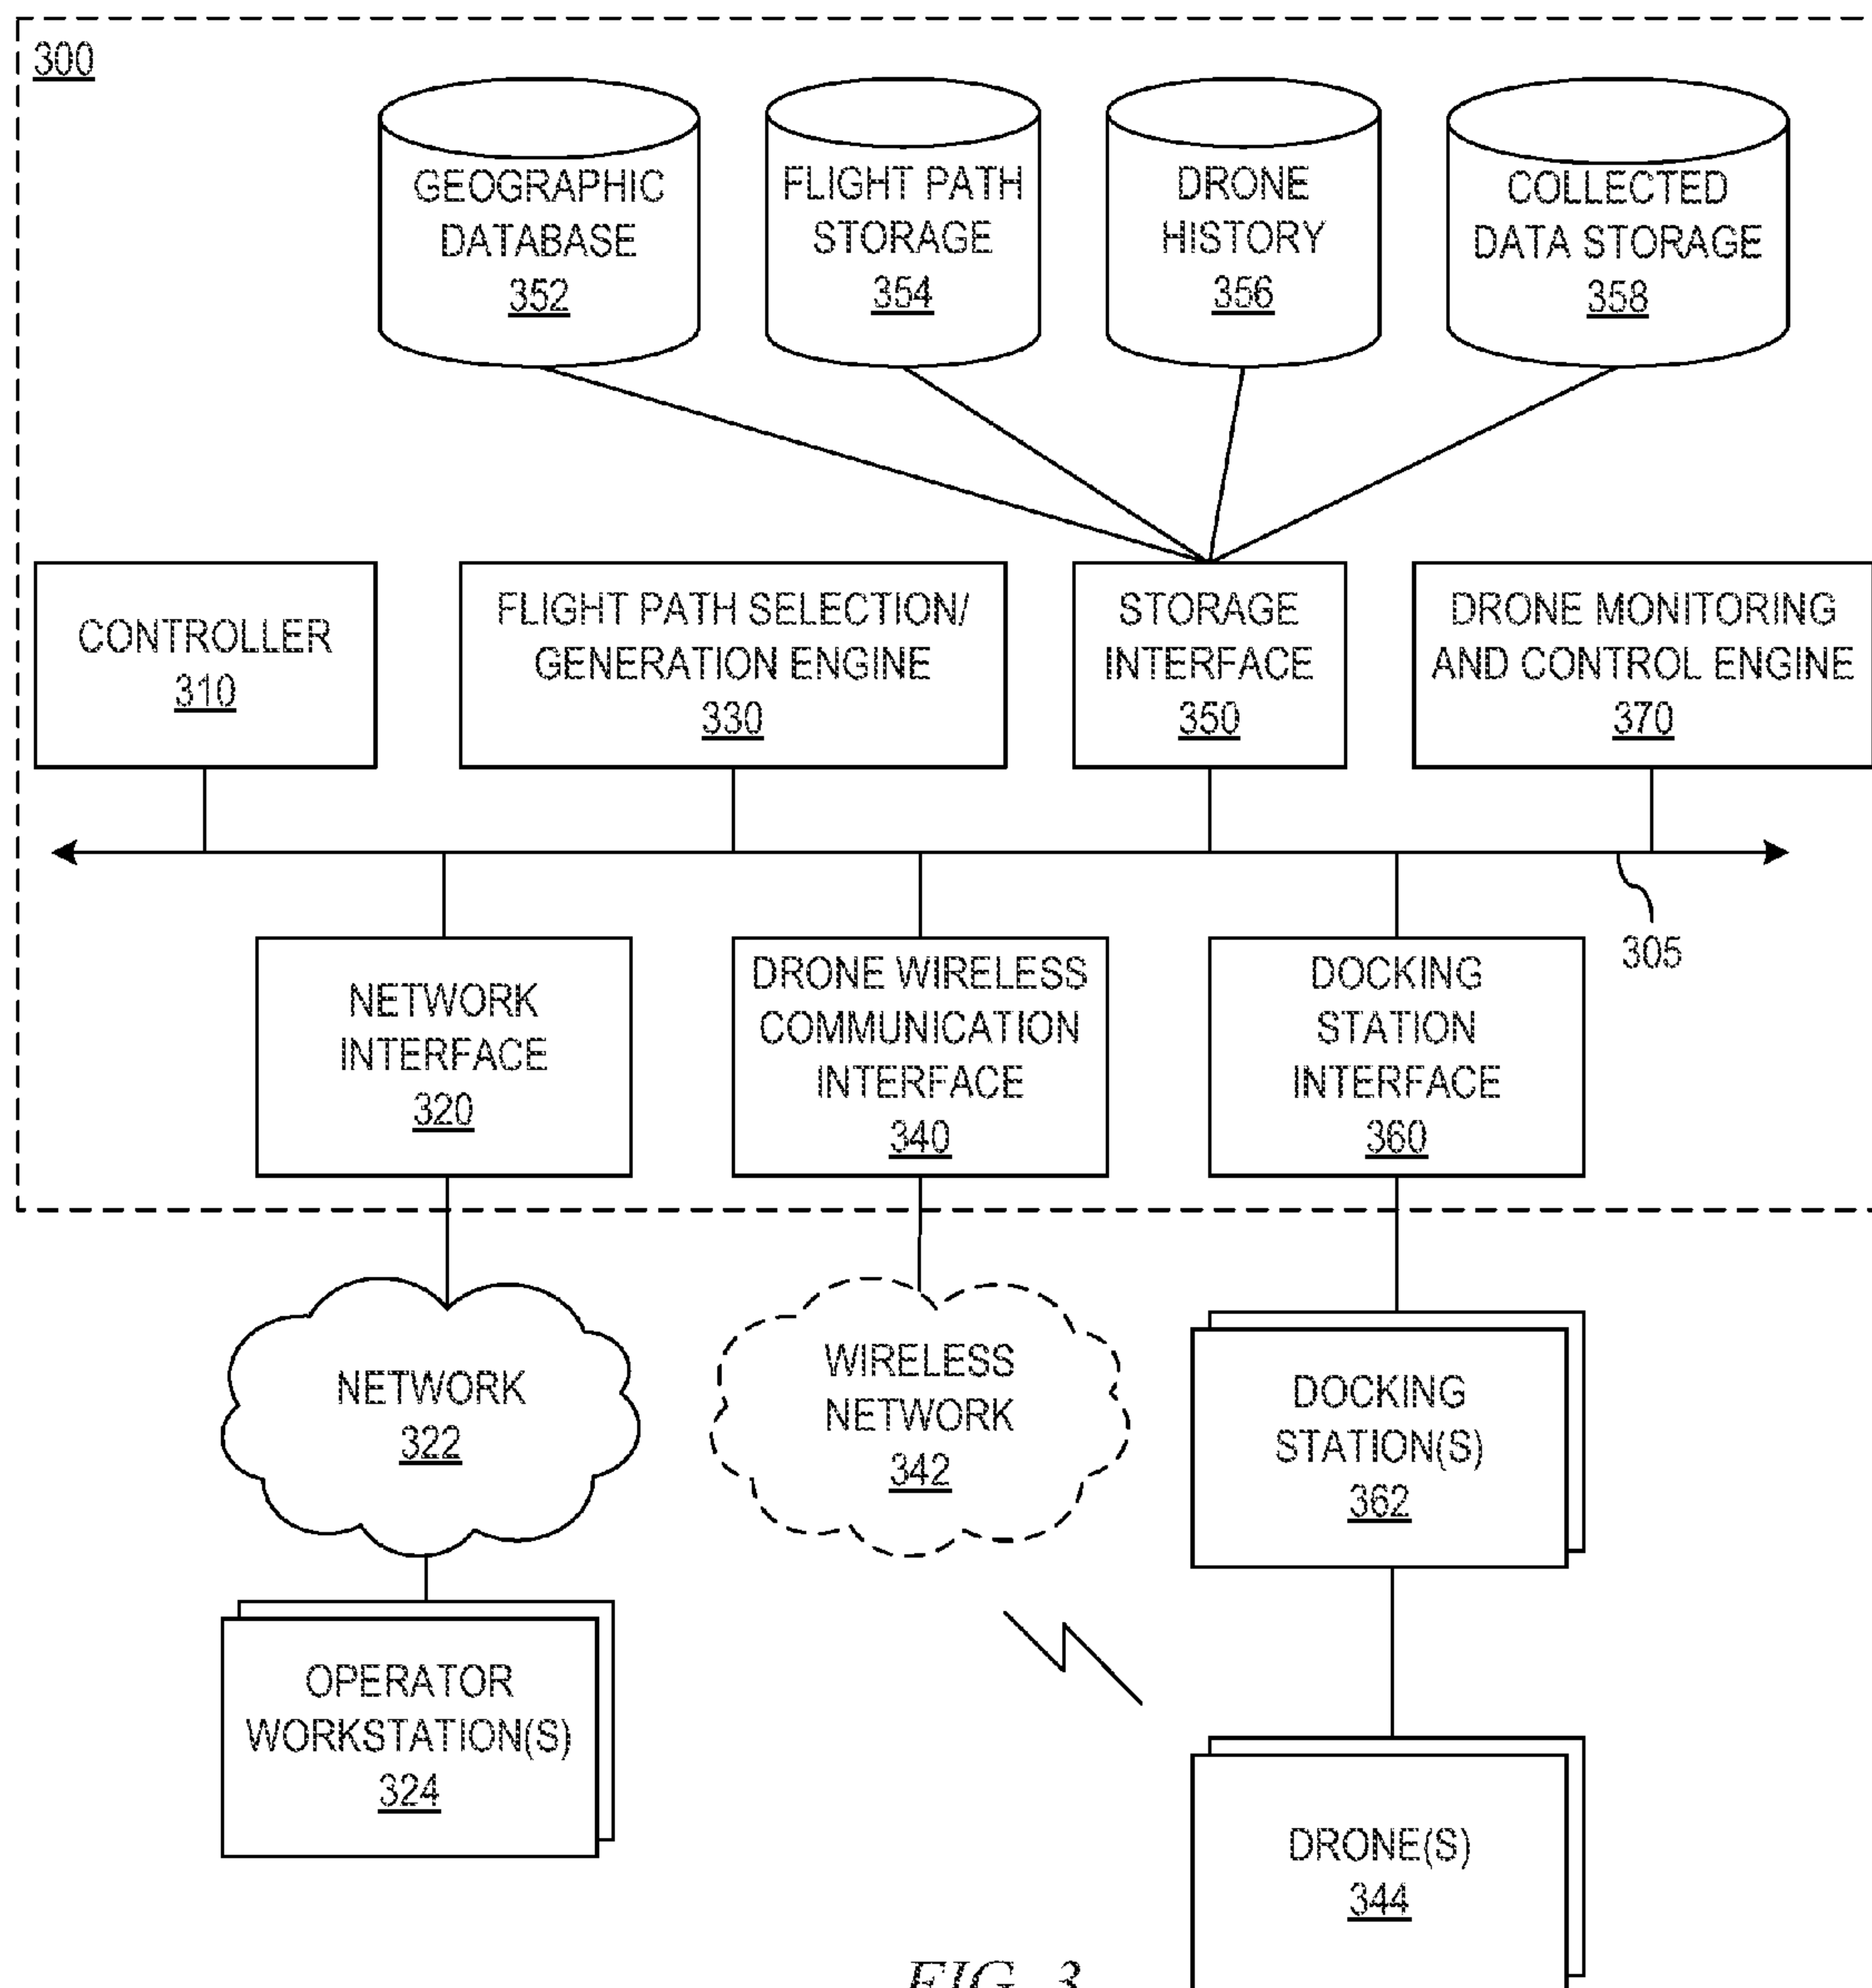 300
GEOGRAPHIC
DATABASE
352
FLIGHT PATH
STORAGE
354
DRONE
HISTORY
356
COLLECTED
DATA STORAGE
358
CONTROLLER
310
FLIGHT PATH SELECTION/
GENERATION ENGINE
330
STORAGE
INTERFACE
350
DRONE MONITORING
AND CONTROL ENGINE
370
305
NETWORK
INTERFACE
320
DRONE WIRELESS
COMMUNICATION
INTERFACE
340
DOCKING
STATION
INTERFACE
360
NETWORK
322
WIRELESS
NETWORK
342
DOCKING
STATION(S)
362
OPERATOR
WORKSTATION(S)
324
DRONE(S)
344
FIG. 3